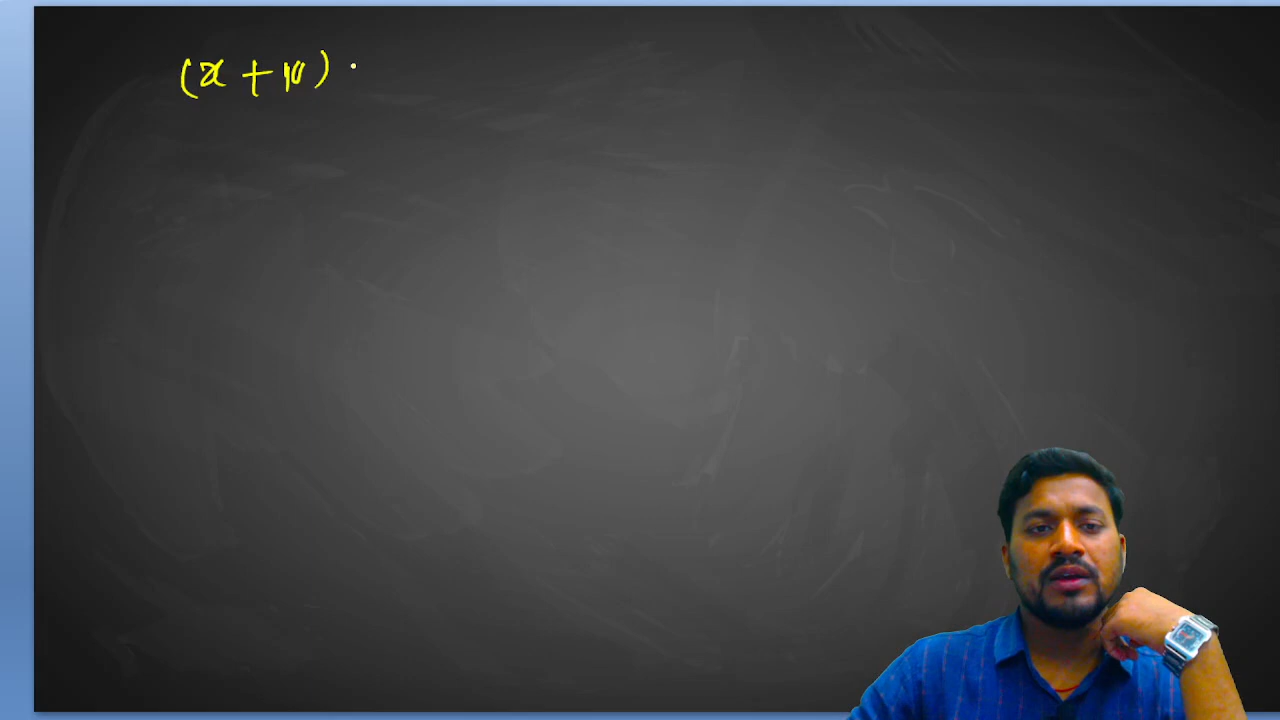 (x + 10) ·